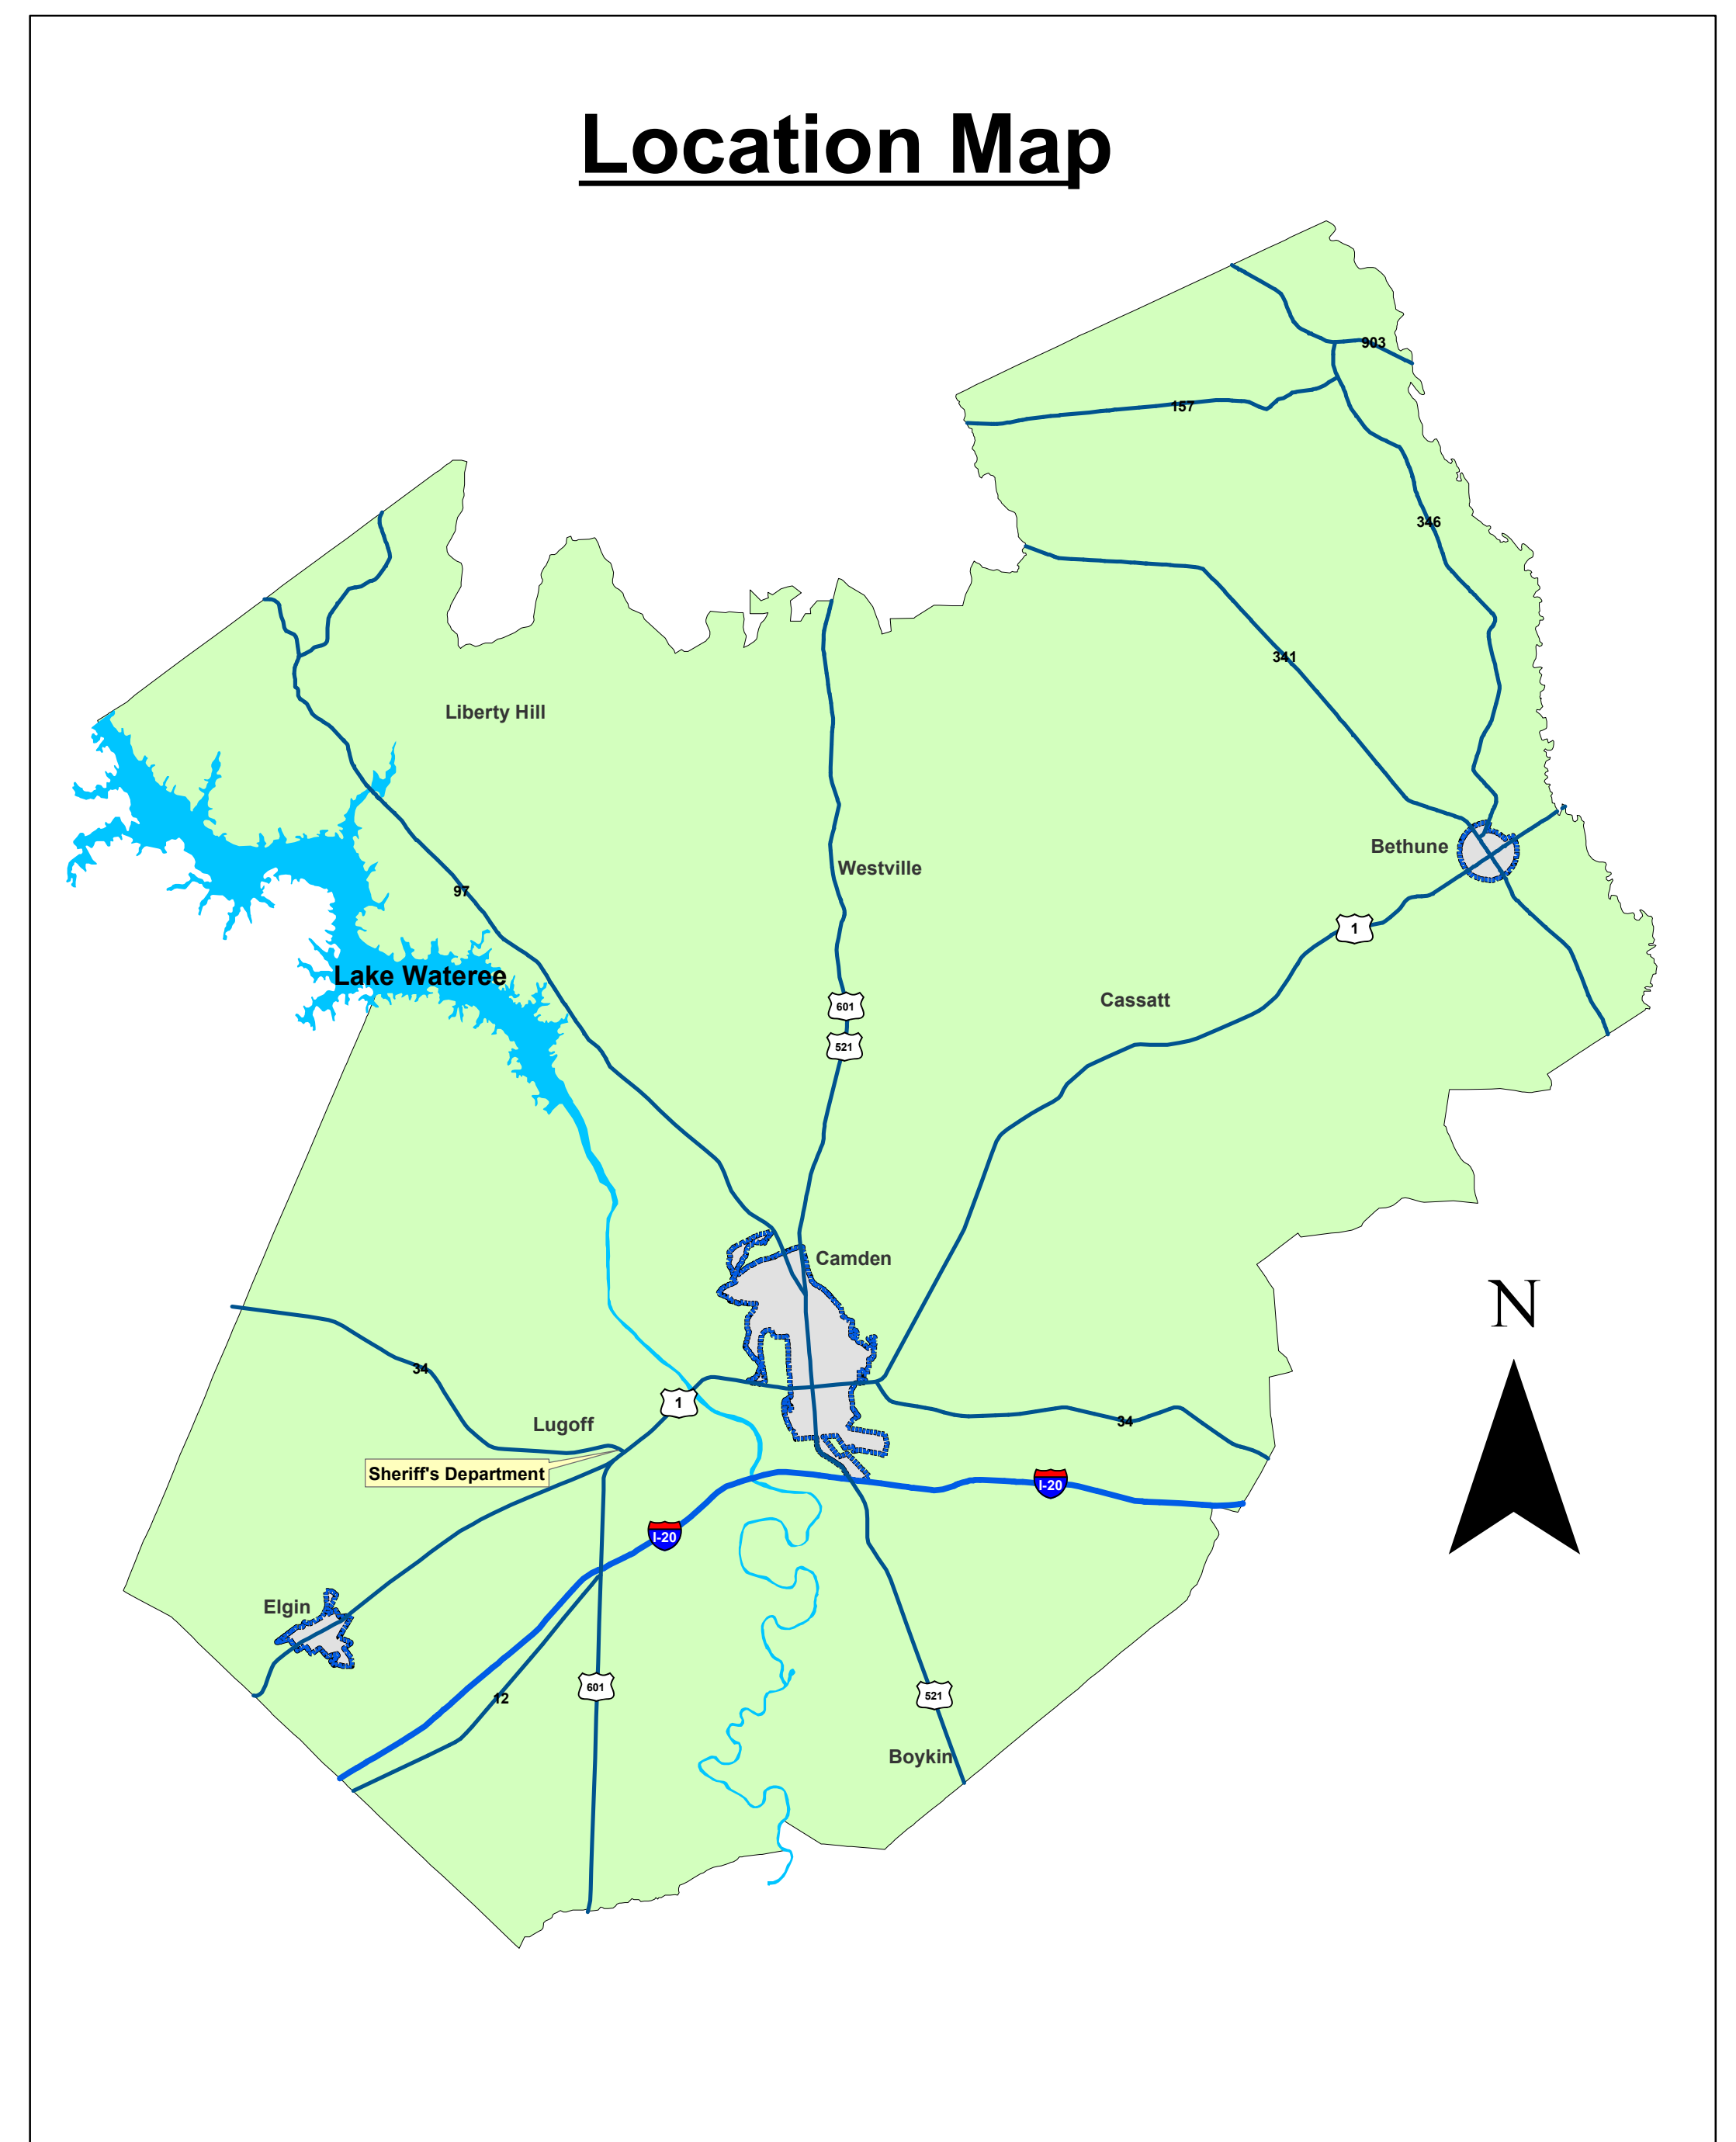 Location Map
903
157
346
341
Liberty Hill
Bethune
Westville
97
1
Lake Wateree
Cassatt
601
521
Camden
N
34
1
34
Lugoff
Sheriff's Department
I-20
I-20
Elgin
601
521
12
Boykin